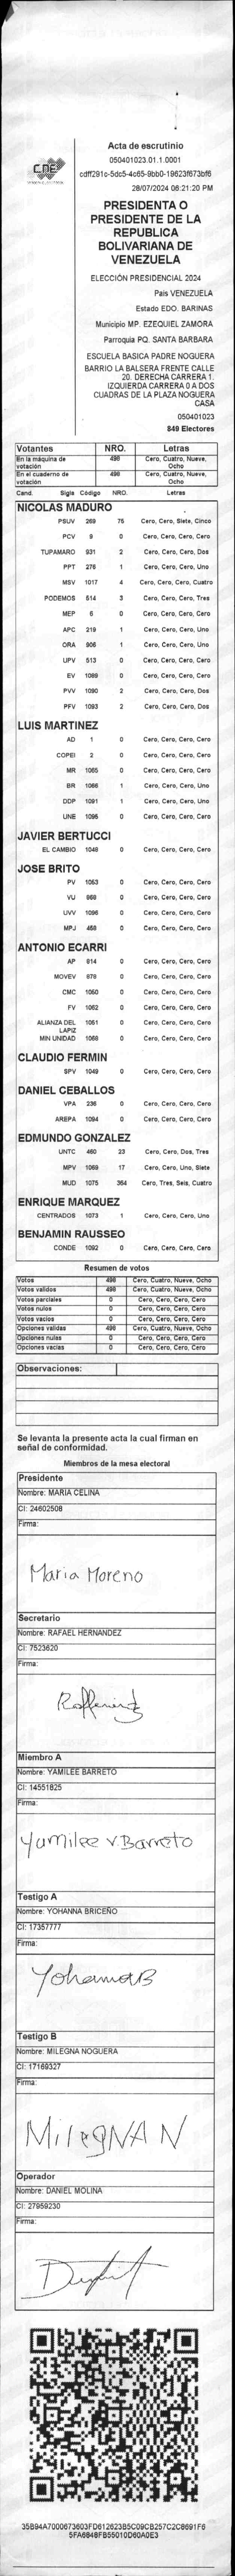 Acta de escrutinio
050401023.01.1.0001
cdff291c-5dc5-4c65-9bb0-19623f673bf6
28/07/2024 06:21:20 PM
CNE
PRESIDENTA O
PRESIDENTE DE LA
REPUBLICA
BOLIVARIANA DE
VENEZUELA
ELECCIÓN PRESIDENCIAL 2024
País VENEZUELA
Estado EDO. BARINAS
Municipio MP. EZEQUIEL ZAMORA
Parroquia PQ. SANTA BARBARA
ESCUELA BASICA PADRE NOGUERA
BARRIO LA BALSERA FRENTE CALLE
20. DERECHA CARRERA 1.
IZQUIERDA CARRERA 0 A DOS
CUADRAS DE LA PLAZA NOGUERA
CASA
050401023
849 Electores
Votantes NRO. Letras
En la máquina de votación 498 Cero, Cuatro, Nueve, Ocho
En el cuaderno de votación 498 Cero, Cuatro, Nueve, Ocho
Cand. Sigla Código NRO. Letras
NICOLAS MADURO
PSUV 269 75 Cero, Cero, Siete, Cinco
PCV 9 0 Cero, Cero, Cero, Cero
TUPAMARO 931 2 Cero, Cero, Cero, Dos
PPT 276 1 Cero, Cero, Cero, Uno
MSV 1017 4 Cero, Cero, Cero, Cuatro
PODEMOS 514 3 Cero, Cero, Cero, Tres
MEP 6 0 Cero, Cero, Cero, Cero
APC 219 1 Cero, Cero, Cero, Uno
ORA 906 1 Cero, Cero, Cero, Uno
UPV 513 0 Cero, Cero, Cero, Cero
EV 1089 0 Cero, Cero, Cero, Cero
PVV 1090 2 Cero, Cero, Cero, Dos
PFV 1093 2 Cero, Cero, Cero, Dos
LUIS MARTINEZ
AD 1 0 Cero, Cero, Cero, Cero
COPEI 2 0 Cero, Cero, Cero, Cero
MR 1065 0 Cero, Cero, Cero, Cero
BR 1066 1 Cero, Cero, Cero, Uno
DDP 1091 1 Cero, Cero, Cero, Uno
UNE 1095 0 Cero, Cero, Cero, Cero
JAVIER BERTUCCI
EL CAMBIO 1048 0 Cero, Cero, Cero, Cero
JOSE BRITO
PV 1053 0 Cero, Cero, Cero, Cero
VU 969 0 Cero, Cero, Cero, Cero
UVV 1096 0 Cero, Cero, Cero, Cero
MPJ 458 0 Cero, Cero, Cero, Cero
ANTONIO ECARRI
AP 914 0 Cero, Cero, Cero, Cero
MOVEV 979 0 Cero, Cero, Cero, Cero
CMC 1050 0 Cero, Cero, Cero, Cero
FV 1062 0 Cero, Cero, Cero, Cero
ALIANZA DEL LAPIZ 1051 0 Cero, Cero, Cero, Cero
MIN UNIDAD 1058 0 Cero, Cero, Cero, Cero
CLAUDIO FERMIN
SPV 1049 0 Cero, Cero, Cero, Cero
DANIEL CEBALLOS
VPA 236 0 Cero, Cero, Cero, Cero
AREPA 1094 0 Cero, Cero, Cero, Cero
EDMUNDO GONZALEZ
UNTC 460 23 Cero, Cero, Dos, Tres
MPV 1069 17 Cero, Cero, Uno, Siete
MUD 1075 364 Cero, Tres, Seis, Cuatro
ENRIQUE MARQUEZ
CENTRADOS 1073 1 Cero, Cero, Cero, Uno
BENJAMIN RAUSSEO
CONDE 1092 0 Cero, Cero, Cero, Cero
Resumen de votos
Votos 498 Cero, Cuatro, Nueve, Ocho
Votos validos 498 Cero, Cuatro, Nueve, Ocho
Votos parciales 0 Cero, Cero, Cero, Cero
Votos nulos 0 Cero, Cero, Cero, Cero
Votos vacios 0 Cero, Cero, Cero, Cero
Opciones validas 498 Cero, Cuatro, Nueve, Ocho
Opciones nulas 0 Cero, Cero, Cero, Cero
Opciones vacias 0 Cero, Cero, Cero, Cero
Observaciones:
Se levanta la presente acta la cual firman en
señal de conformidad.
Miembros de la mesa electoral
Presidente
Nombre: MARIA CELINA
CI: 24602508
Firma:
Maria Moreno
Secretario
Nombre: RAFAEL HERNANDEZ
CI: 7523620
Firma:
Miembro A
Nombre: YAMILEE BARRETO
CI: 14551825
Firma:
Yamilee V Barreto
Testigo A
Nombre: YOHANNA BRICEÑO
CI: 17357777
Firma:
Yohanna B
Testigo B
Nombre: MILEGNA NOGUERA
CI: 17169327
Firma:
MileGNA N
Operador
Nombre: DANIEL MOLINA
CI: 27959230
Firma:
35B94A7000673603FD612623B5C09CB257C2C8691F6
5FA6848FB55010D60A0E3